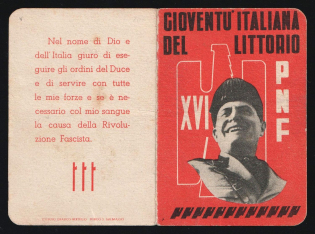 Nel nome di Dio e
dell'Italia giuro di ese-
guire gli ordini del Duce
e di servire con tutte
le mie forze e se è ne-
cessario col mio sangue
la causa della Rivolu-
zione Fascista.
GIOVENTU' ITALIANA
DEL LITTORIO
XVI
PNF